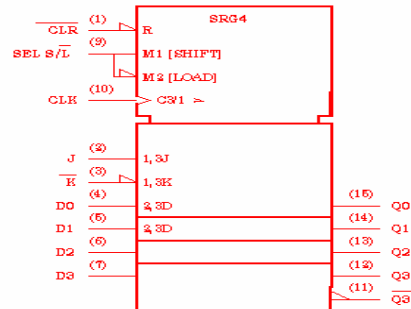 SRG4
(1)
CLR R
(9)
SEL S/L M1 [SHIFT]
M2 [LOAD]
(10)
CLK C3/1 >
(2)
J 1,3J
(3)
K 1,3K
(4) (15)
D0 2,3D Q0
(5) (14)
D1 2,3D Q1
(6) (13)
D2 Q2
(7) (12)
D3 Q3
(11)
Q3